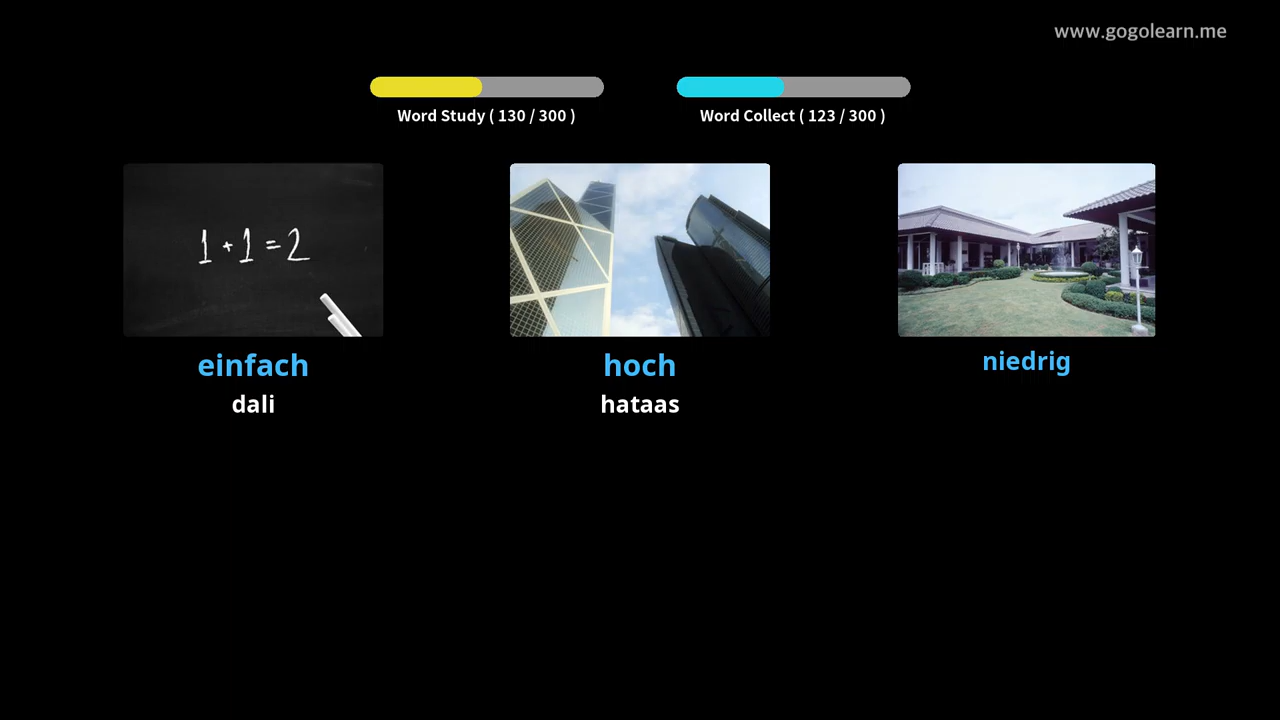 www.gogolearn.me
Word Study ( 130 / 300 )
Word Collect ( 123 / 300 )
1 + 1 = 2
einfach
dali
hoch
hataas
niedrig